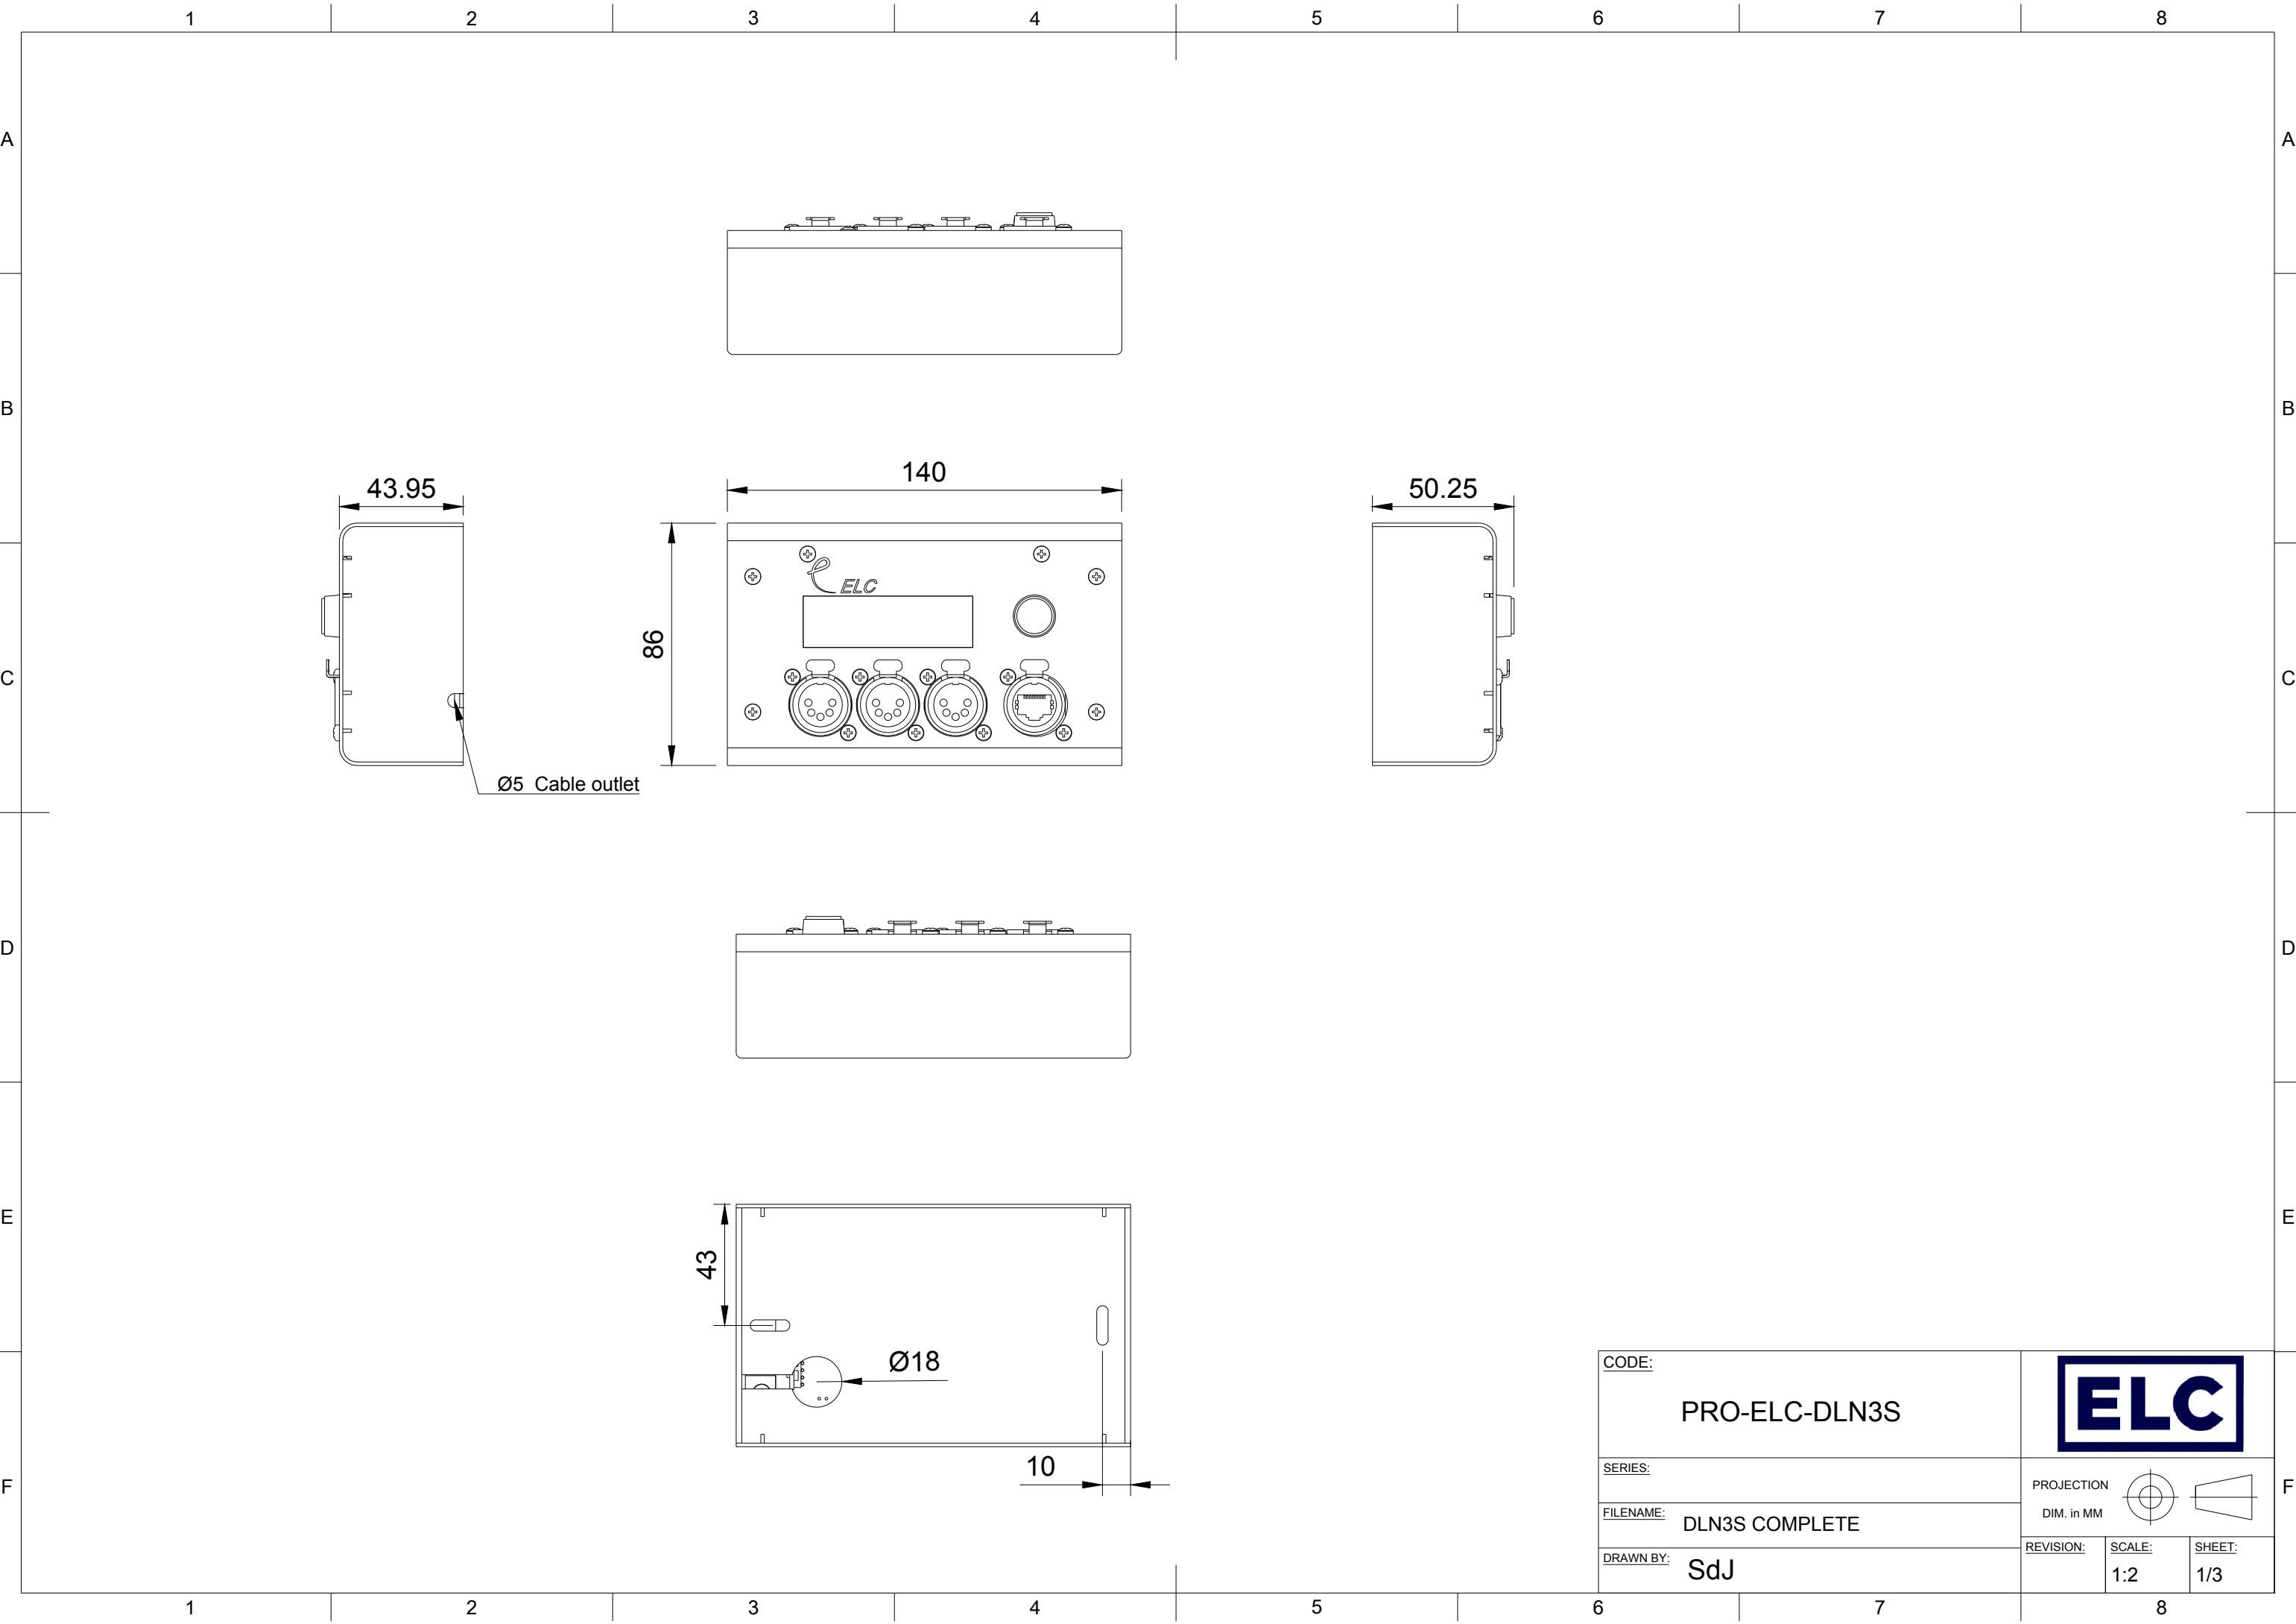 1 2 3 4 5 6 7 8
A A
B B
140
43.95
50.25
86
ELC
C C
Ø5 Cable outlet
D D
E E
43
Ø18
10
CODE:
PRO-ELC-DLN3S
ELC
SERIES:
PROJECTION
DIM. in MM
F F
FILENAME: DLN3S COMPLETE
DRAWN BY: SdJ
REVISION: SCALE: SHEET:
1:2 1/3
1 2 3 4 5 6 7 8